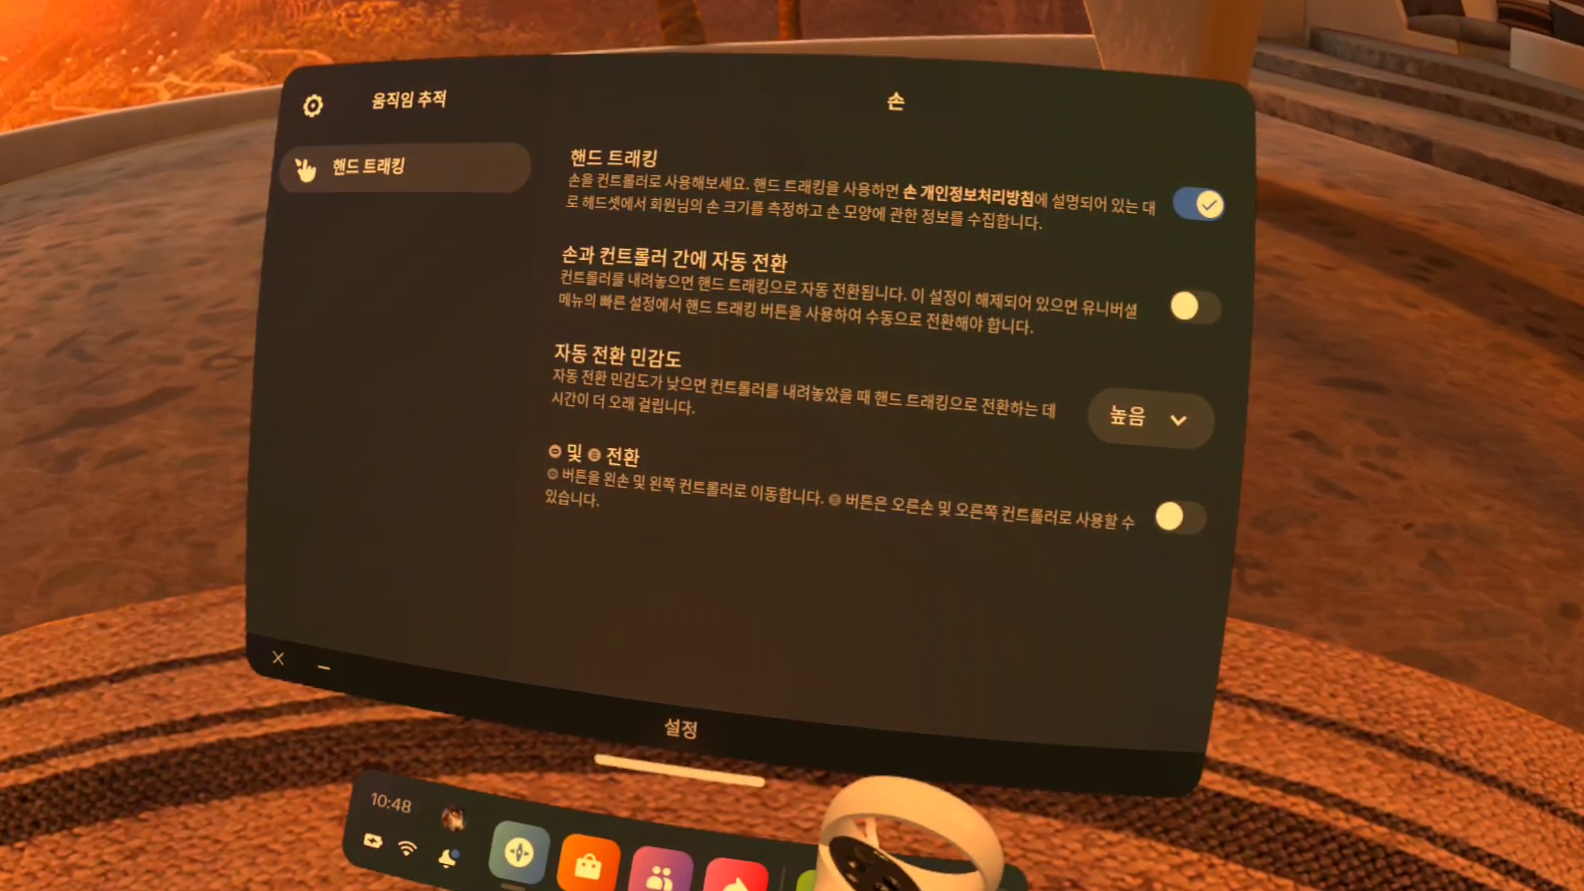 움직임 추적
손
핸드 트래킹
핸드 트래킹
손을 컨트롤러로 사용해보세요. 핸드 트래킹을 사용하면 손 개인정보처리방침에 설명되어 있는 대
로 헤드셋에서 회원님의 손 크기를 측정하고 손 모양에 관한 정보를 수집합니다.
손과 컨트롤러 간에 자동 전환
컨트롤러를 내려놓으면 핸드 트래킹으로 자동 전환됩니다. 이 설정이 해제되어 있으면 유니버셜
메뉴의 빠른 설정에서 핸드 트래킹 버튼을 사용하여 수동으로 전환해야 합니다.
자동 전환 민감도
자동 전환 민감도가 낮으면 컨트롤러를 내려놓았을 때 핸드 트래킹으로 전환하는 데
시간이 더 오래 걸립니다.
높음
및 전환
버튼을 왼손 및 왼쪽 컨트롤러로 이동합니다. 버튼은 오른손 및 오른쪽 컨트롤러로 사용할 수
있습니다.
설정
10:48